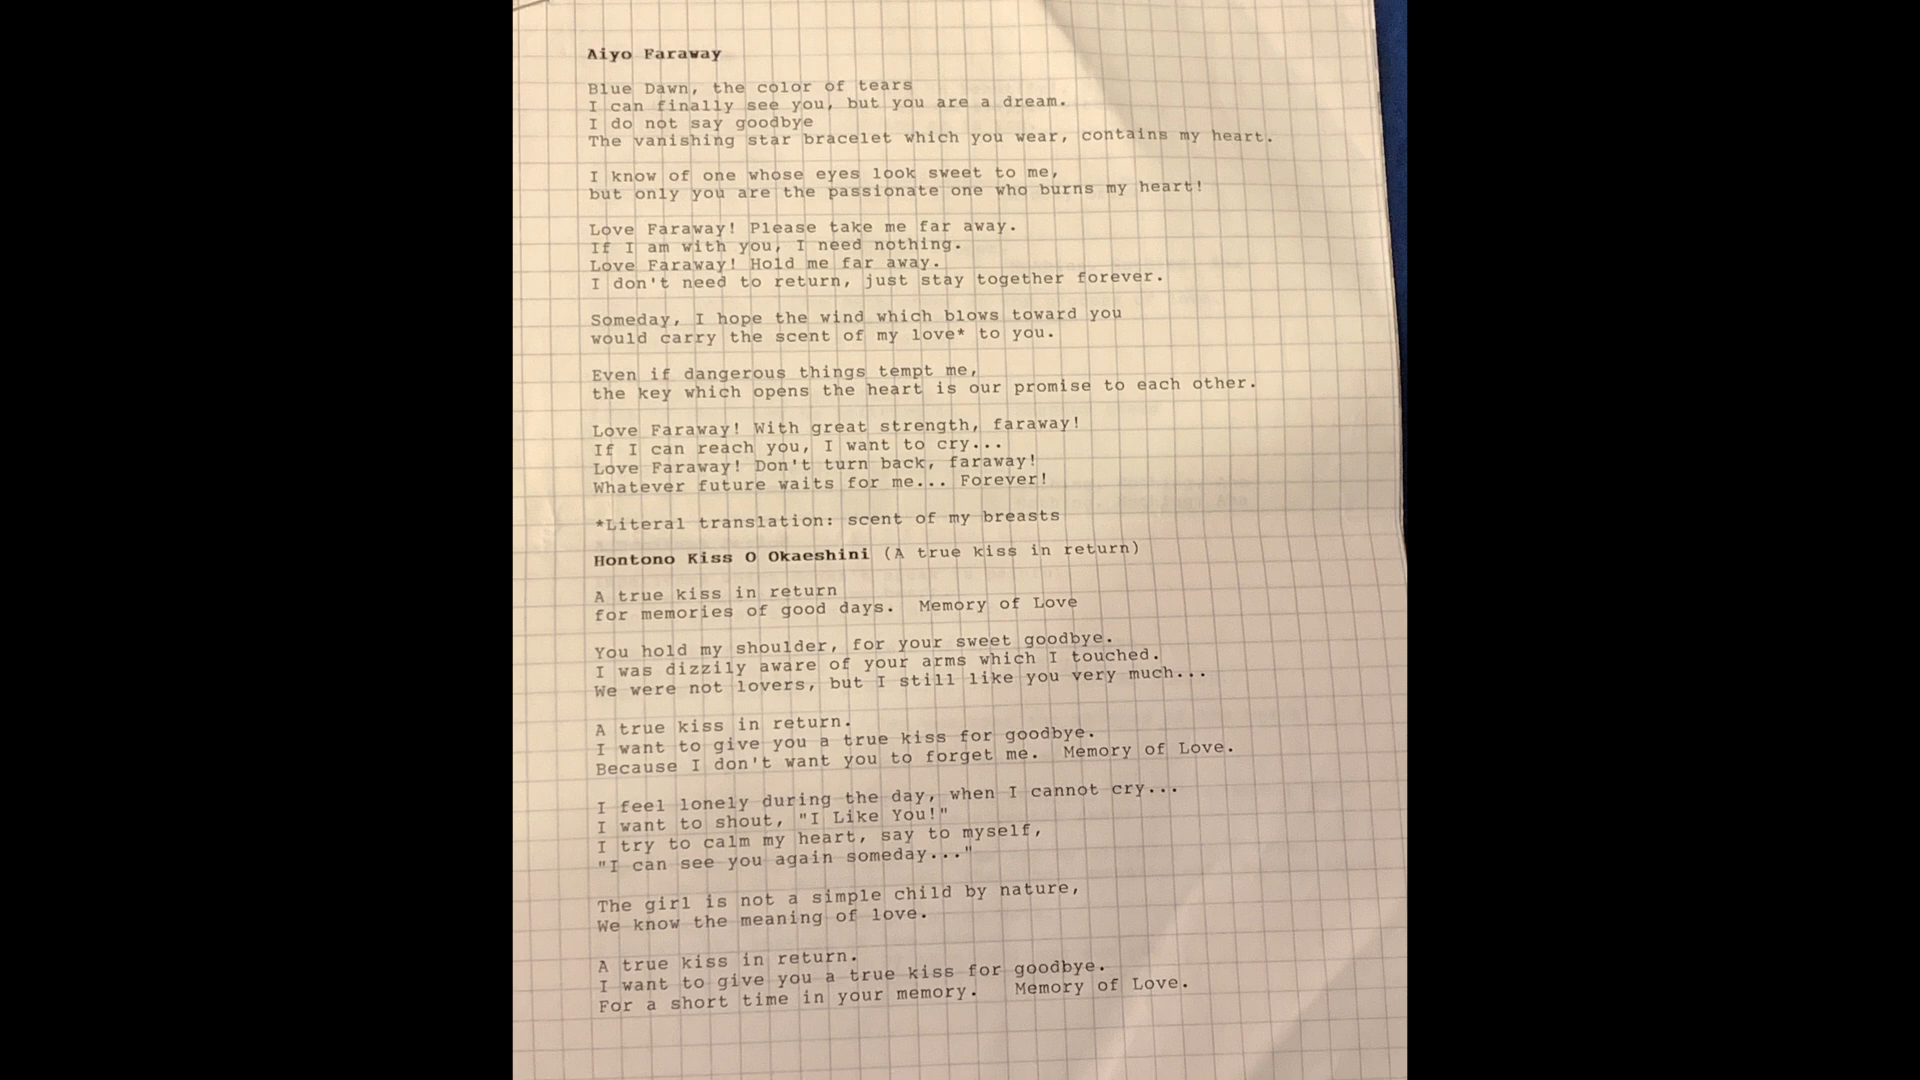 Aiyo Faraway
Blue Dawn, the color of tears
I can finally see you, but you are a dream.
I do not say goodbye
The vanishing star bracelet which you wear, contains my heart.
I know of one whose eyes look sweet to me,
but only you are the passionate one who burns my heart!
Love Faraway! Please take me far away.
If I am with you, I need nothing.
Love Faraway! Hold me far away.
I don't need to return, just stay together forever.
Someday, I hope the wind which blows toward you
would carry the scent of my love* to you.
Even if dangerous things tempt me,
the key which opens the heart is our promise to each other.
Love Faraway! With great strength, faraway!
If I can reach you, I want to cry...
Love Faraway! Don't turn back, faraway!
Whatever future waits for me... Forever!
*Literal translation: scent of my breasts
Hontono Kiss O Okaeshini (A true kiss in return)
A true kiss in return
for memories of good days.  Memory of Love
You hold my shoulder, for your sweet goodbye.
I was dizzily aware of your arms which I touched.
We were not lovers, but I still like you very much...
A true kiss in return.
I want to give you a true kiss for goodbye.
Because I don't want you to forget me.  Memory of Love.
I feel lonely during the day, when I cannot cry...
I want to shout, "I Like You!"
I try to calm my heart, say to myself,
"I can see you again someday..."
The girl is not a simple child by nature,
We know the meaning of love.
A true kiss in return.
I want to give you a true kiss for goodbye.
For a short time in your memory.   Memory of Love.